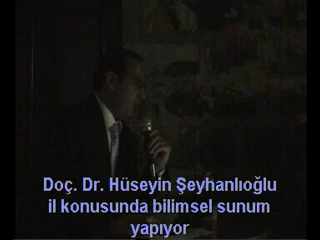 Doç. Dr. Hüseyin Şeyhanlıoğlu
il konusunda bilimsel sunum
yapıyor